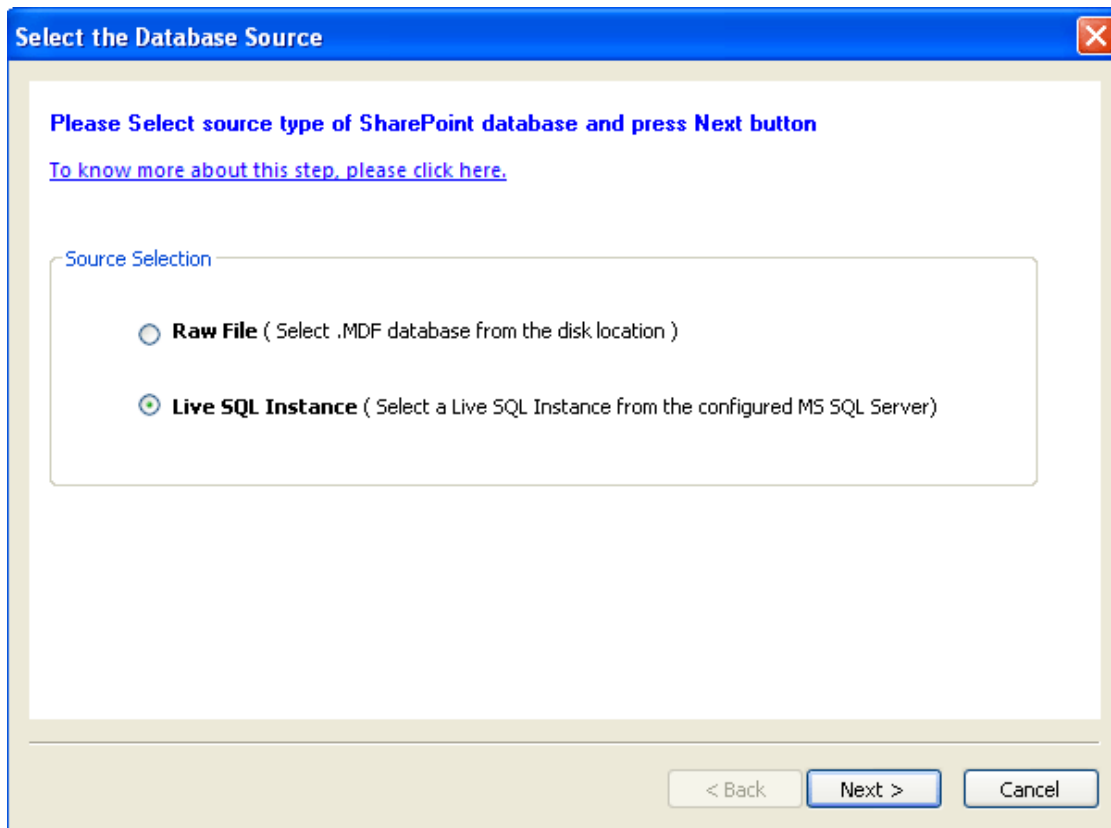 Select the Database Source
Please Select source type of SharePoint database and press Next button
To know more about this step, please click here.
Source Selection
Raw File ( Select .MDF database from the disk location )
Live SQL Instance ( Select a Live SQL Instance from the configured MS SQL Server)
< Back Next > Cancel